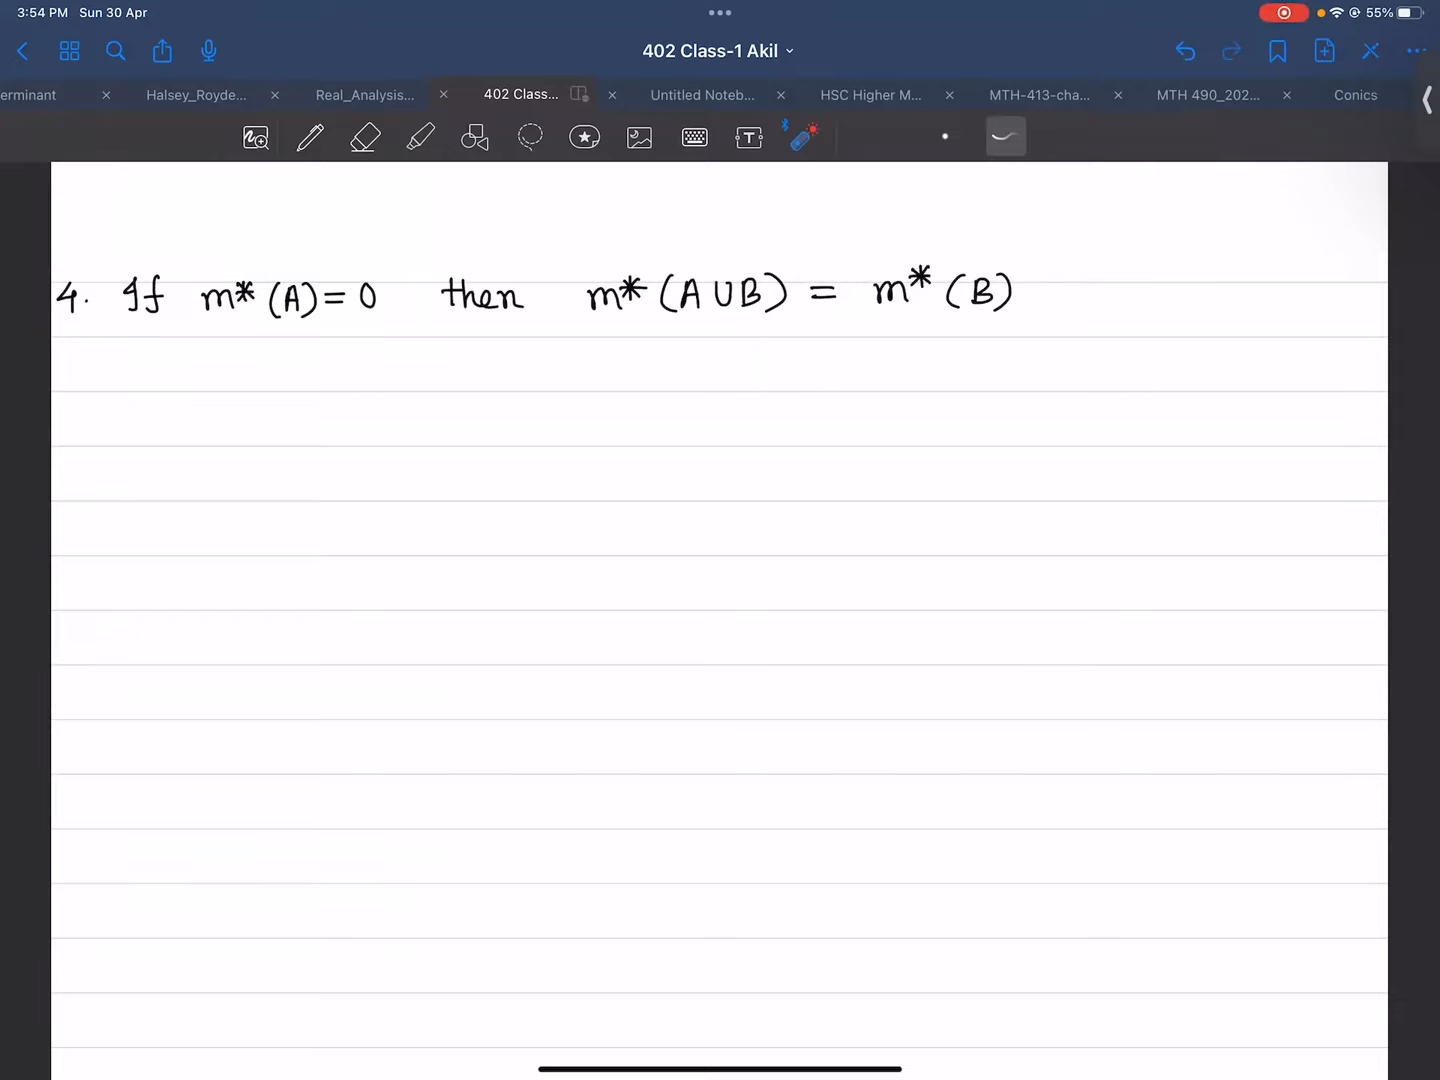 3:54 PM Sun 30 Apr
55%
402 Class-1 Akil
erminant
Halsey_Royde...
Real_Analysis...
402 Class...
Untitled Noteb...
HSC Higher M...
MTH-413-cha...
MTH 490_202...
Conics
4. If m*(A)=0 then m*(A∪B) = m*(B)